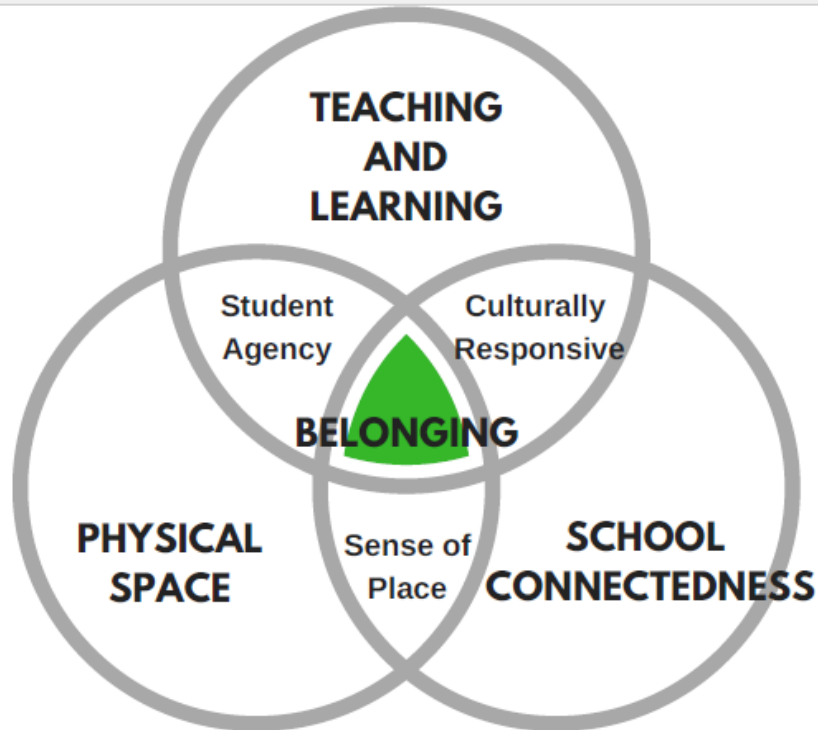 TEACHING
AND
LEARNING
Student
Agency
Culturally
Responsive
BELONGING
PHYSICAL
SPACE
Sense of
Place
SCHOOL
CONNECTEDNESS